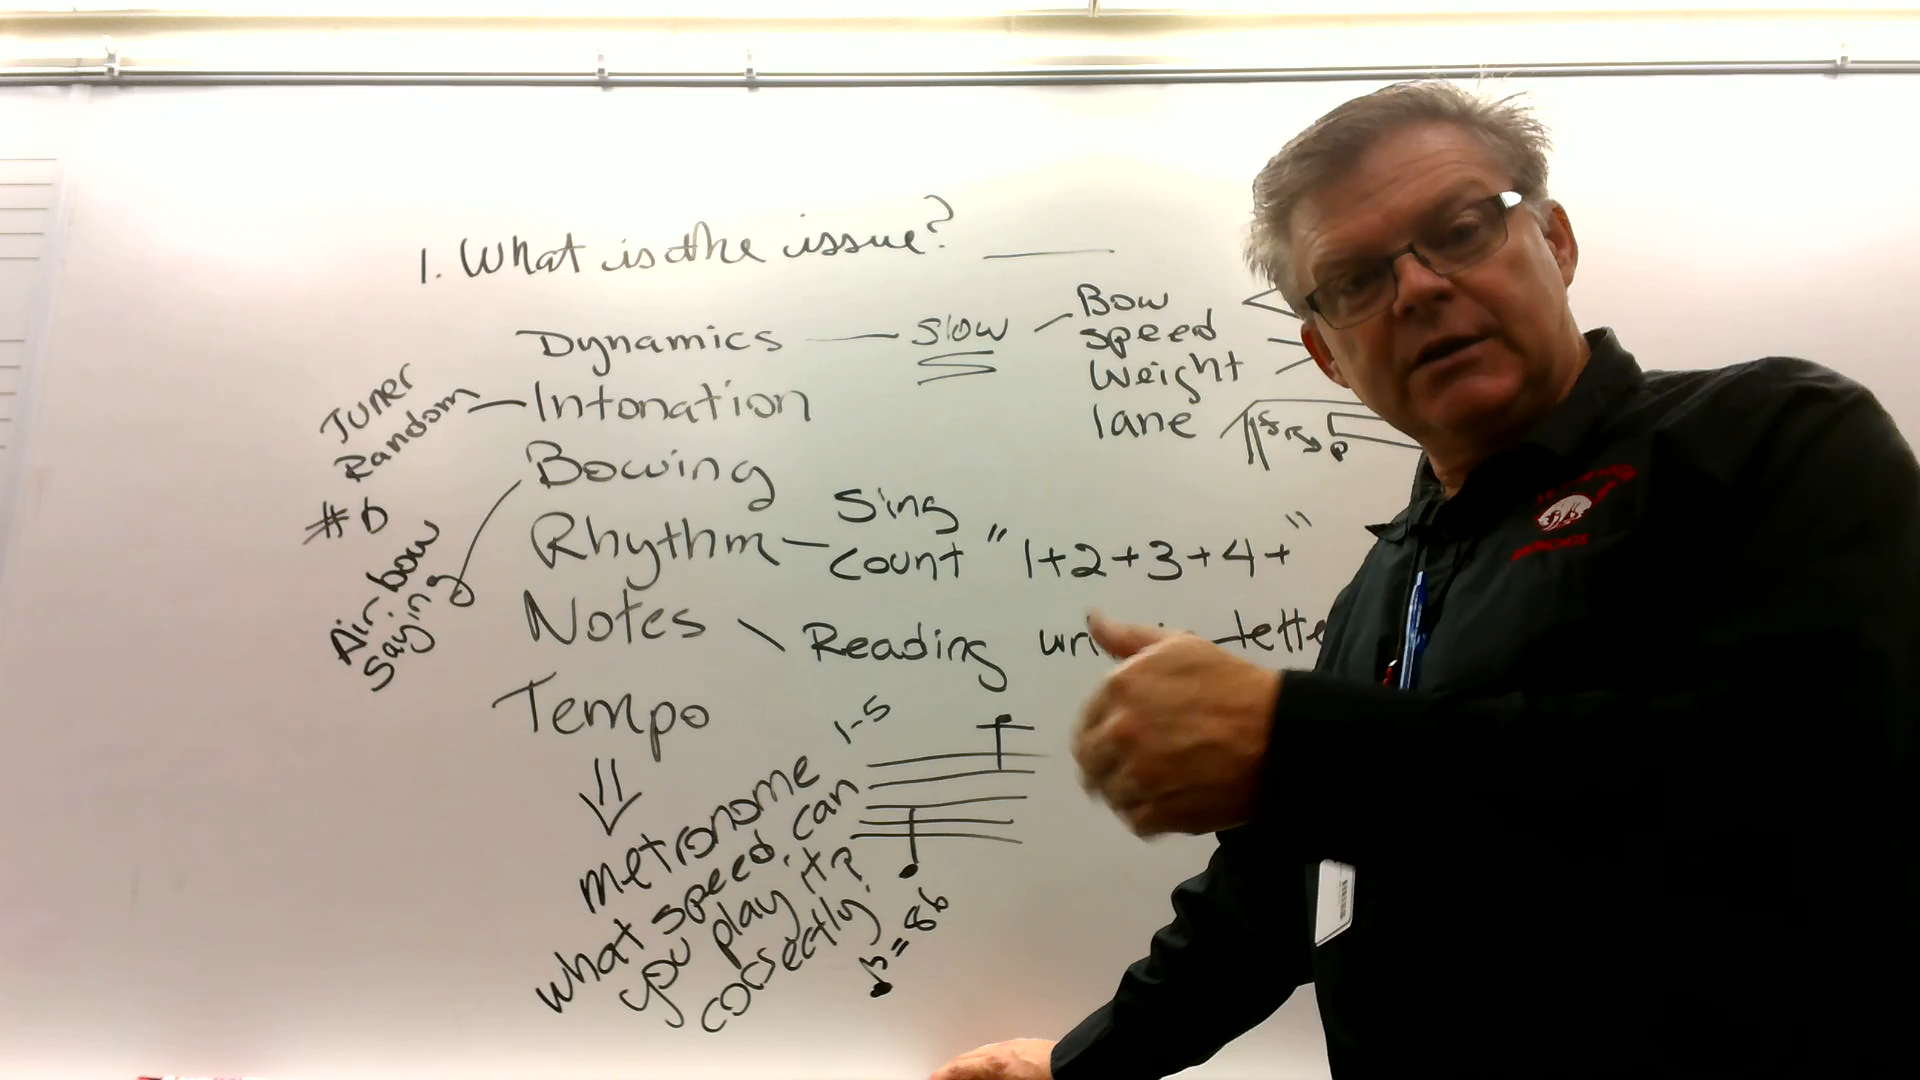 1. What is the issue? ____
Dynamics — slow — Bow
speed
weight
lane
f
p
Tuner
Random — Intonation
# D
Bowing
Air-bow
saying
Rhythm — Sing
count "1+2+3+4+"
Notes \ Reading
Tempo
1-5
metronome
what speed can
you play it?
correctly?
♪=86